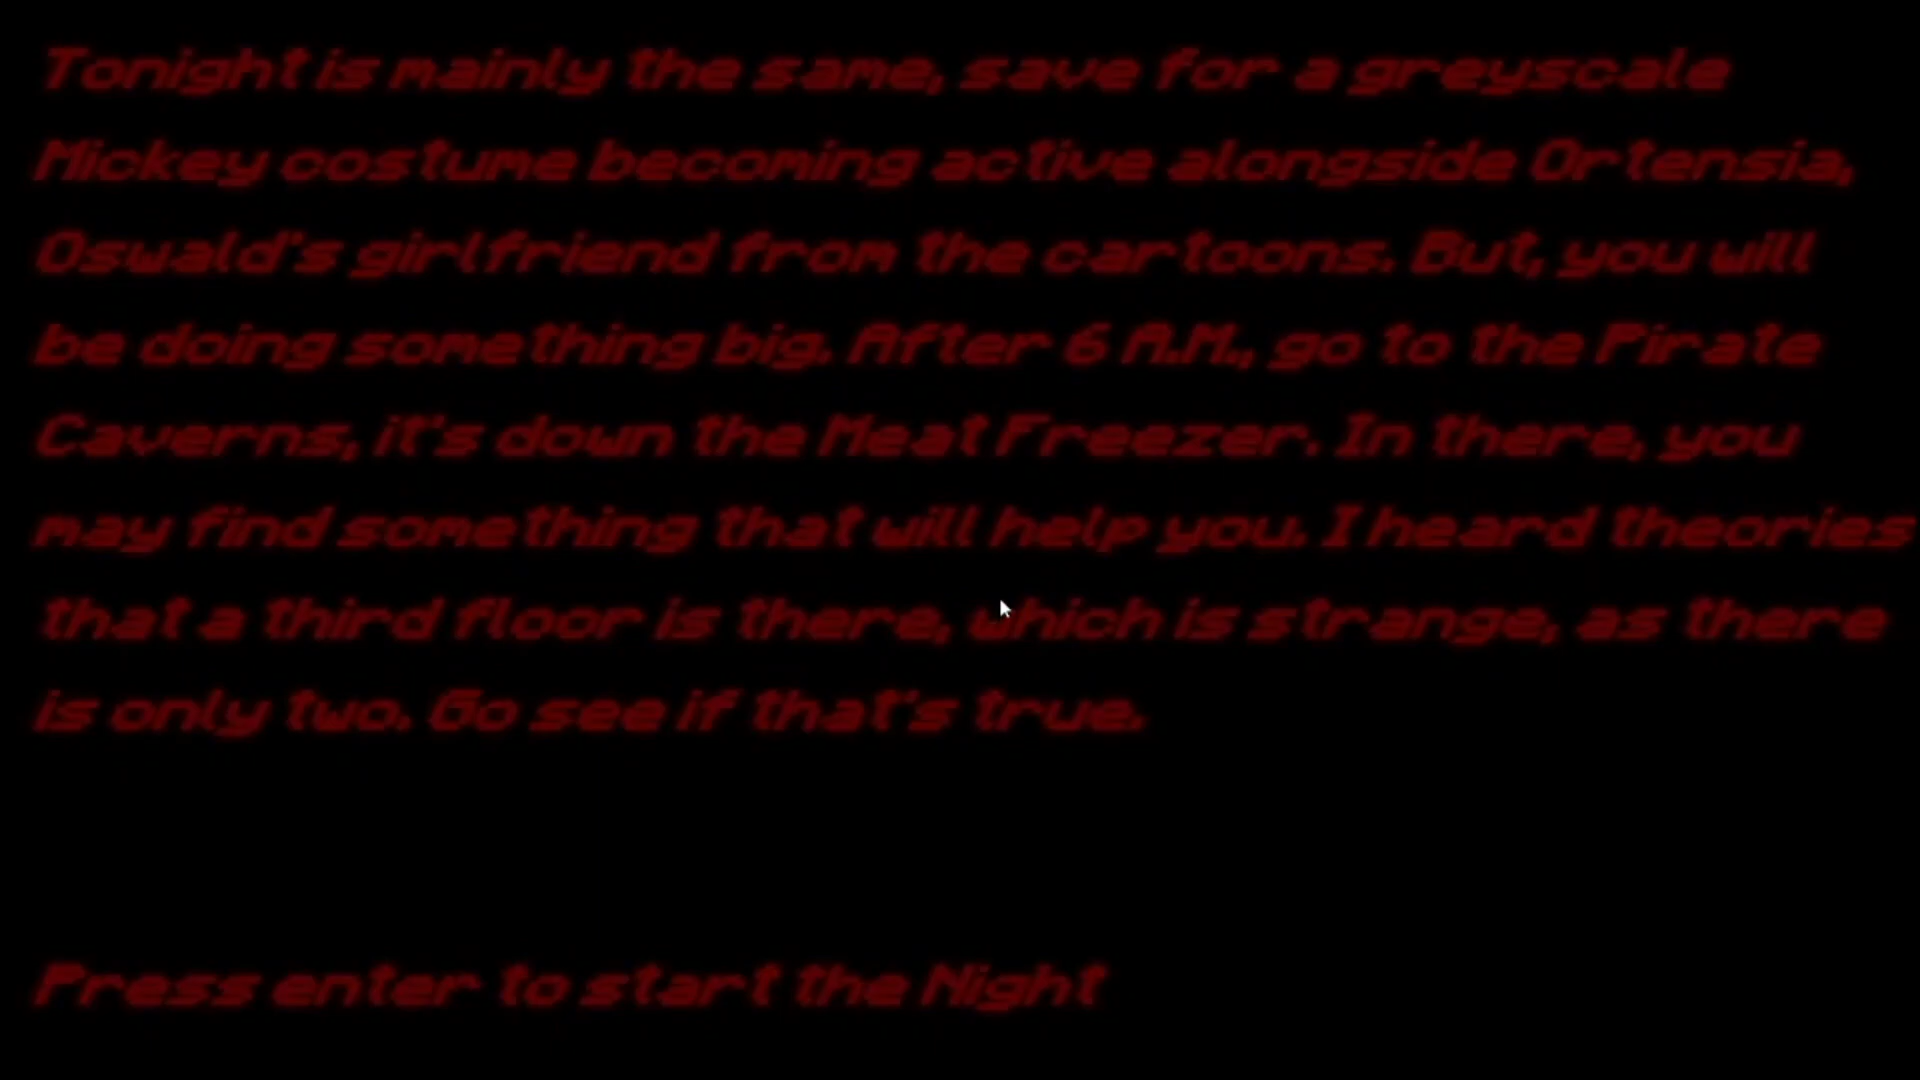 Tonight is mainly the same, save for a greyscale
Mickey costume becoming active alongside Ortensia,
Oswald's girlfriend from the cartoons. But, you will
be doing something big. After 6 A.M., go to the Pirate
Caverns, it's down the Meat Freezer. In there, you
may find something that will help you. I heard theories
that a third floor is there, which is strange, as there
is only two. Go see if that's true.
Press enter to start the Night